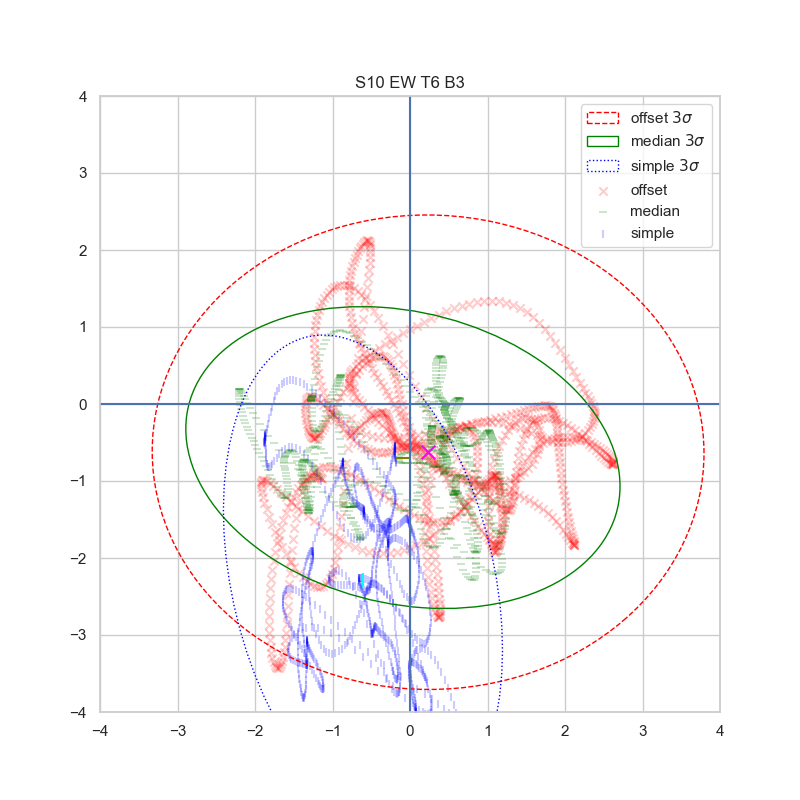 S10 EW T6 B3
offset 3σ
median 3σ
simple 3σ
offset
median
simple
4
3
2
1
0
−1
−2
−3
−4
−4 −3 −2 −1 0 1 2 3 4